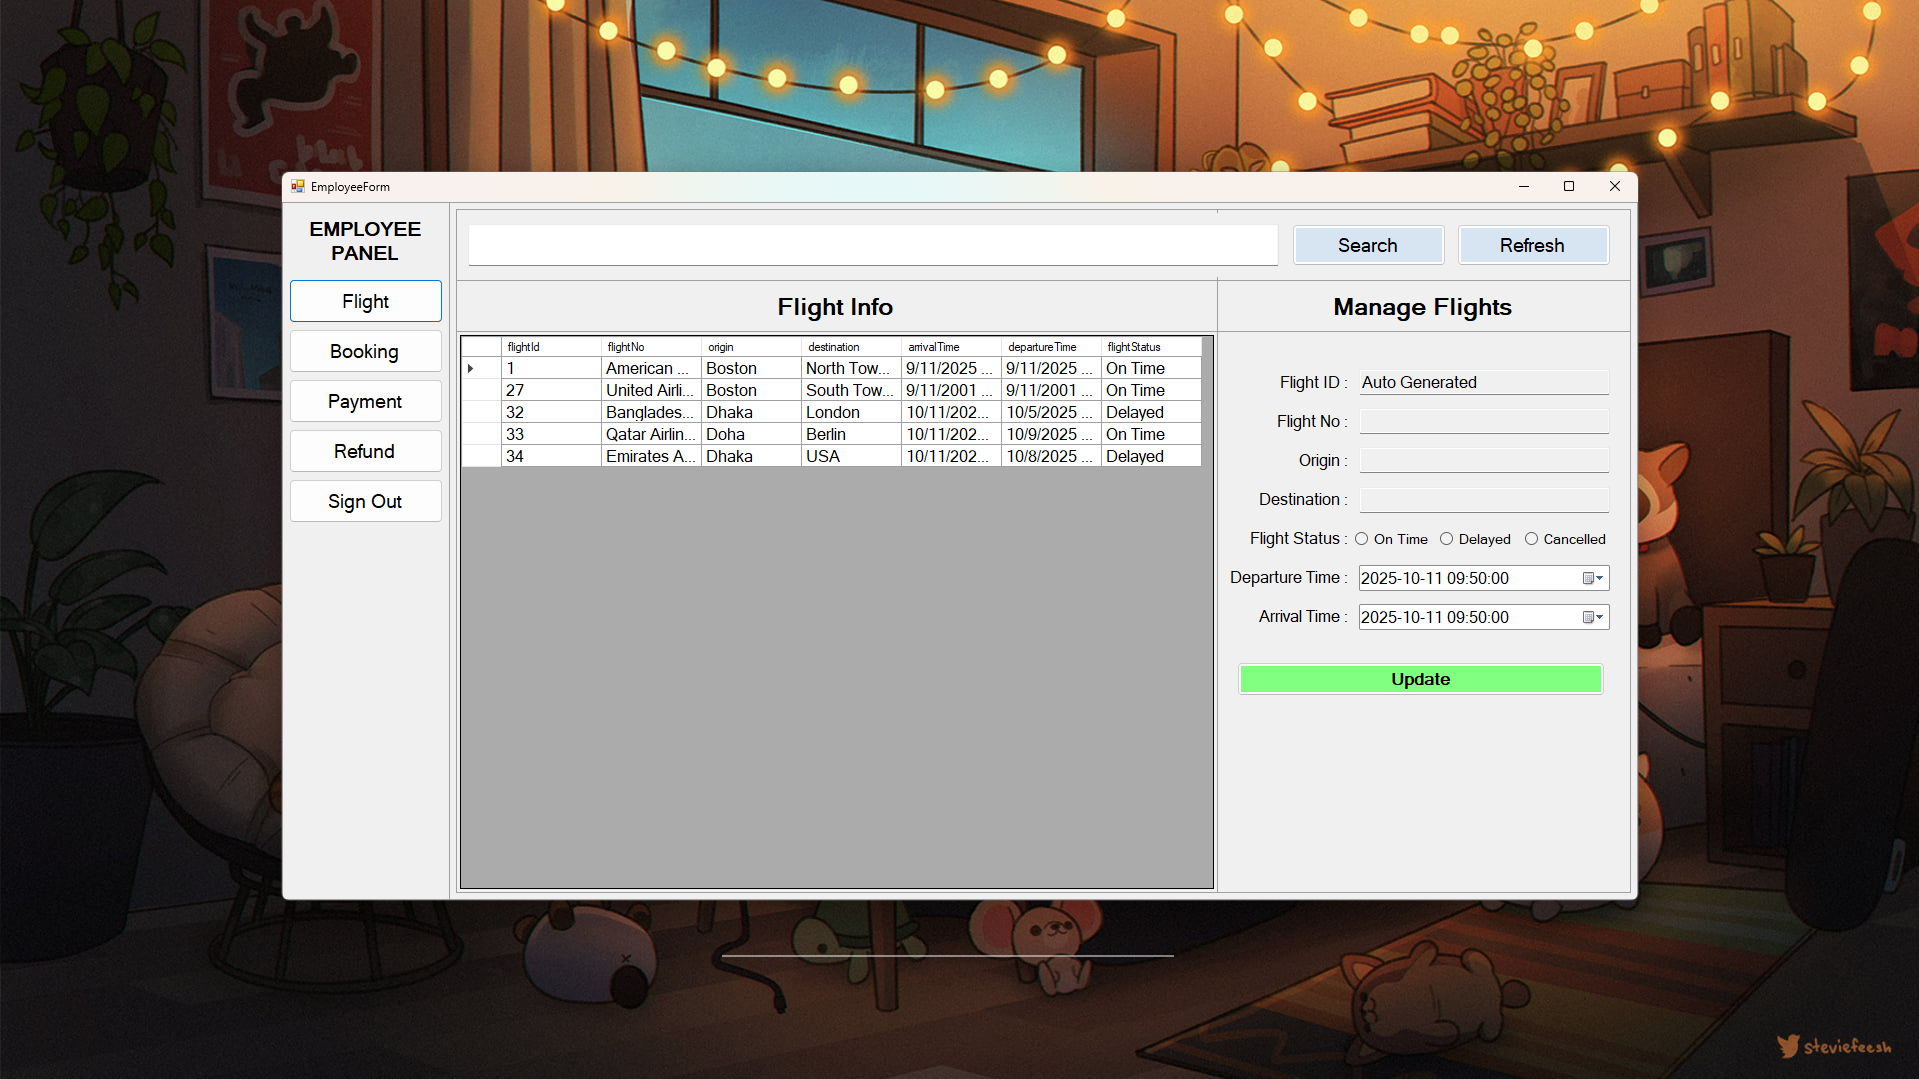 EmployeeForm
EMPLOYEE
PANEL
Flight
Booking
Payment
Refund
Sign Out
Search
Refresh
Flight Info
Manage Flights
flightId flightNo origin destination arrivalTime departureTime flightStatus
1 American ... Boston North Tow... 9/11/2025 ... 9/11/2025 ... On Time
27 United Airli... Boston South Tow... 9/11/2001 ... 9/11/2001 ... On Time
32 Banglades... Dhaka London 10/11/202... 10/5/2025 ... Delayed
33 Qatar Airlin... Doha Berlin 10/11/202... 10/9/2025 ... On Time
34 Emirates A... Dhaka USA 10/11/202... 10/8/2025 ... Delayed
Flight ID : Auto Generated
Flight No :
Origin :
Destination :
Flight Status : On Time Delayed Cancelled
Departure Time : 2025-10-11 09:50:00
Arrival Time : 2025-10-11 09:50:00
Update
steviefeesh